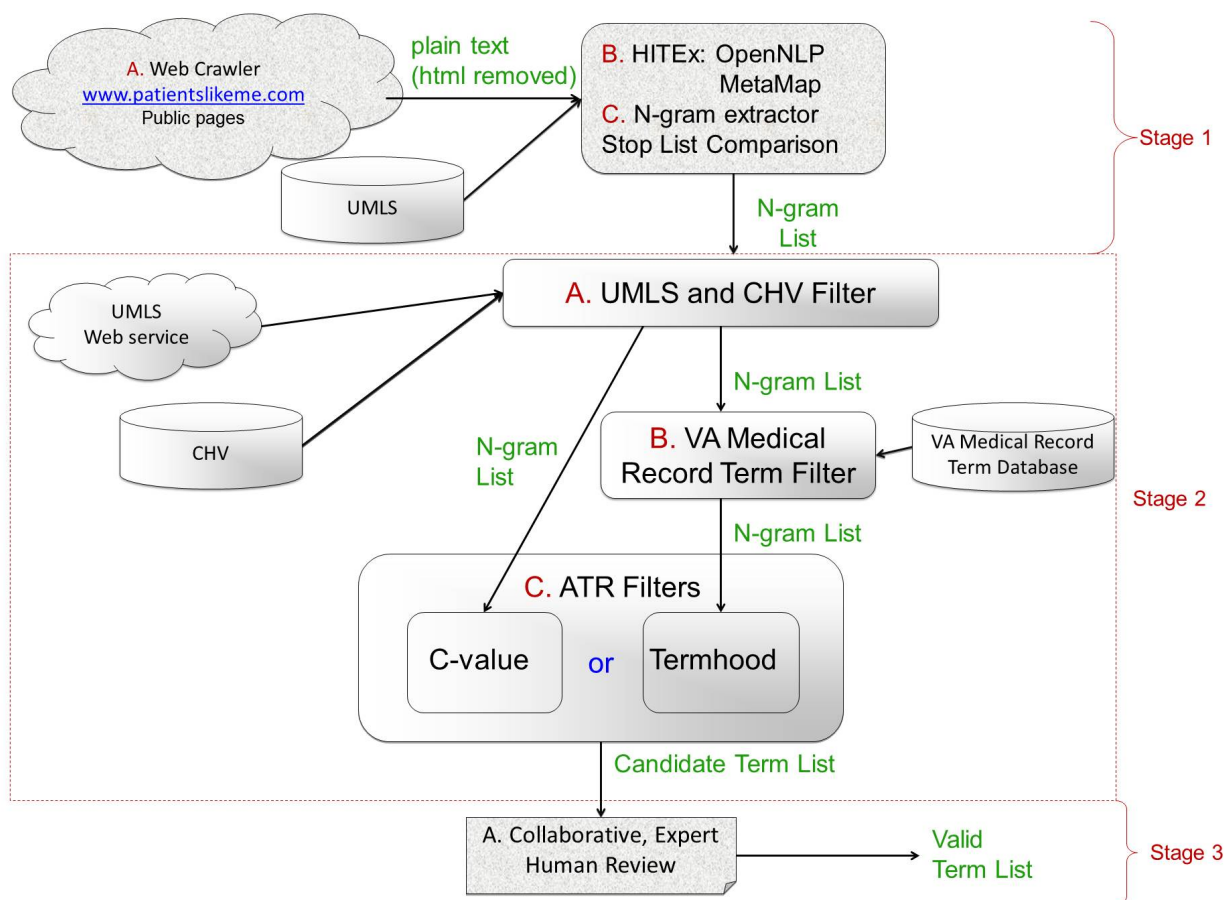 A. Web Crawler
www.patientslikeme.com
Public pages
plain text
(html removed)
B. HITEx: OpenNLP
MetaMap
C. N-gram extractor
Stop List Comparison
Stage 1
UMLS
N-gram
List
UMLS
Web service
A. UMLS and CHV Filter
CHV
N-gram List
N-gram
List
B. VA Medical
Record Term Filter
VA Medical Record
Term Database
Stage 2
N-gram List
C. ATR Filters
C-value
or
Termhood
Candidate Term List
A. Collaborative, Expert
Human Review
Valid
Term List
Stage 3